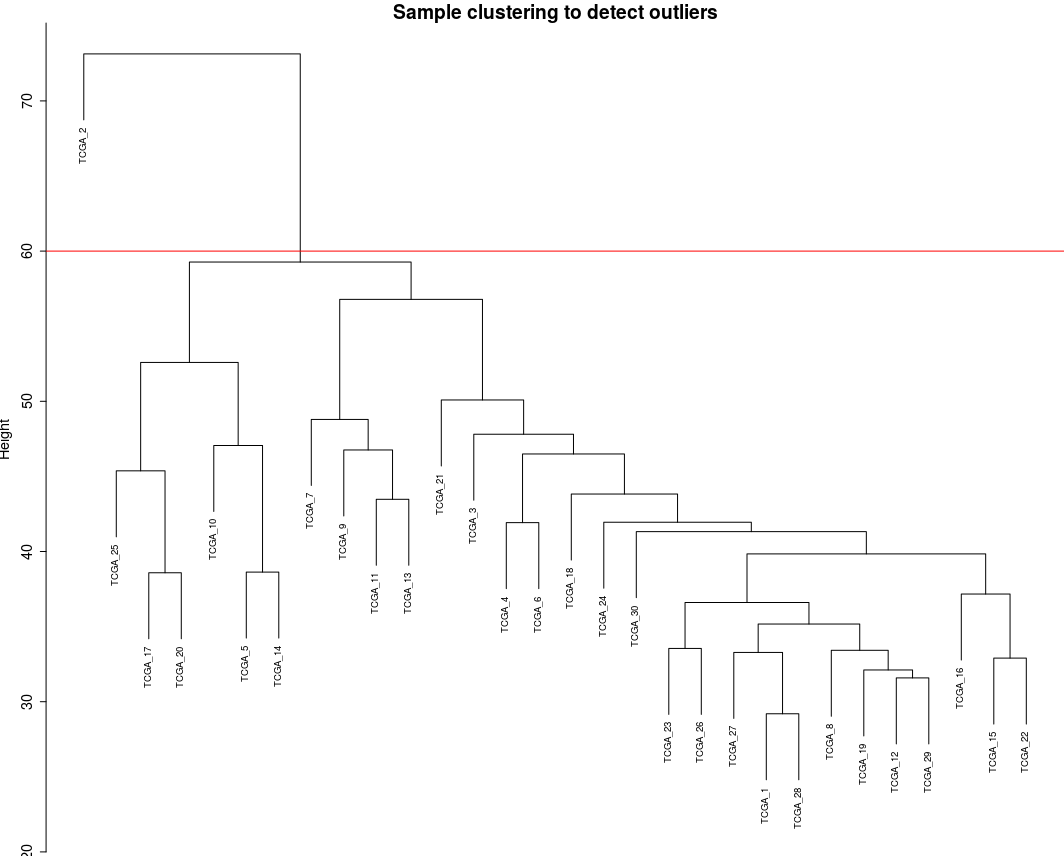 Sample clustering to detect outliers
Height
70
60
50
40
30
20
TCGA_2
TCGA_25
TCGA_17
TCGA_20
TCGA_10
TCGA_5
TCGA_14
TCGA_7
TCGA_9
TCGA_11
TCGA_13
TCGA_21
TCGA_3
TCGA_4
TCGA_6
TCGA_18
TCGA_24
TCGA_30
TCGA_23
TCGA_26
TCGA_27
TCGA_1
TCGA_28
TCGA_8
TCGA_19
TCGA_12
TCGA_29
TCGA_16
TCGA_15
TCGA_22